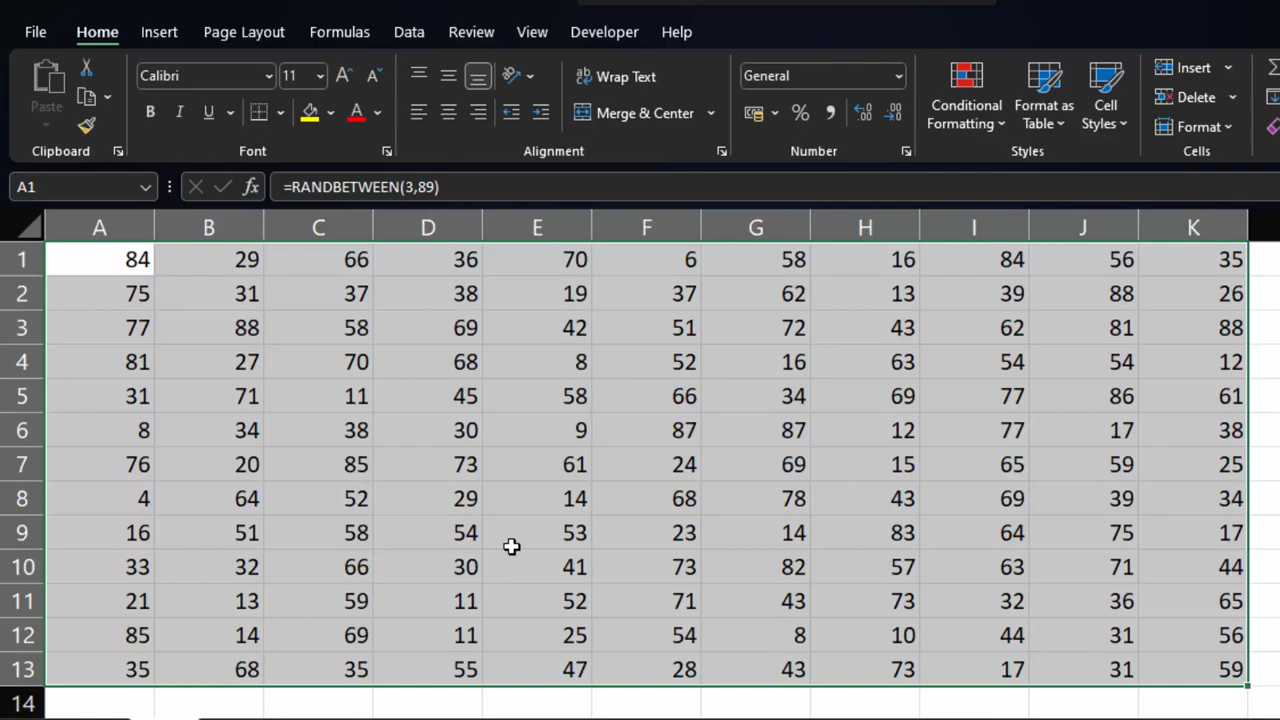 File Home Insert Page Layout Formulas Data Review View Developer Help
Calibri 11 A A ab Wrap Text General Insert
Paste B I U A Merge & Center % Conditional Formatting Format as Table Cell Styles Delete
Format
Clipboard Font Alignment Number Styles Cells
A1 fx =RANDBETWEEN(3,89)
A B C D E F G H I J K
1 84 29 66 36 70 6 58 16 84 56 35
2 75 31 37 38 19 37 62 13 39 88 26
3 77 88 58 69 42 51 72 43 62 81 88
4 81 27 70 68 8 52 16 63 54 54 12
5 31 71 11 45 58 66 34 69 77 86 61
6 8 34 38 30 9 87 87 12 77 17 38
7 76 20 85 73 61 24 69 15 65 59 25
8 4 64 52 29 14 68 78 43 69 39 34
9 16 51 58 54 53 23 14 83 64 75 17
10 33 32 66 30 41 73 82 57 63 71 44
11 21 13 59 11 52 71 43 73 32 36 65
12 85 14 69 11 25 54 8 10 44 31 56
13 35 68 35 55 47 28 43 73 17 31 59
14